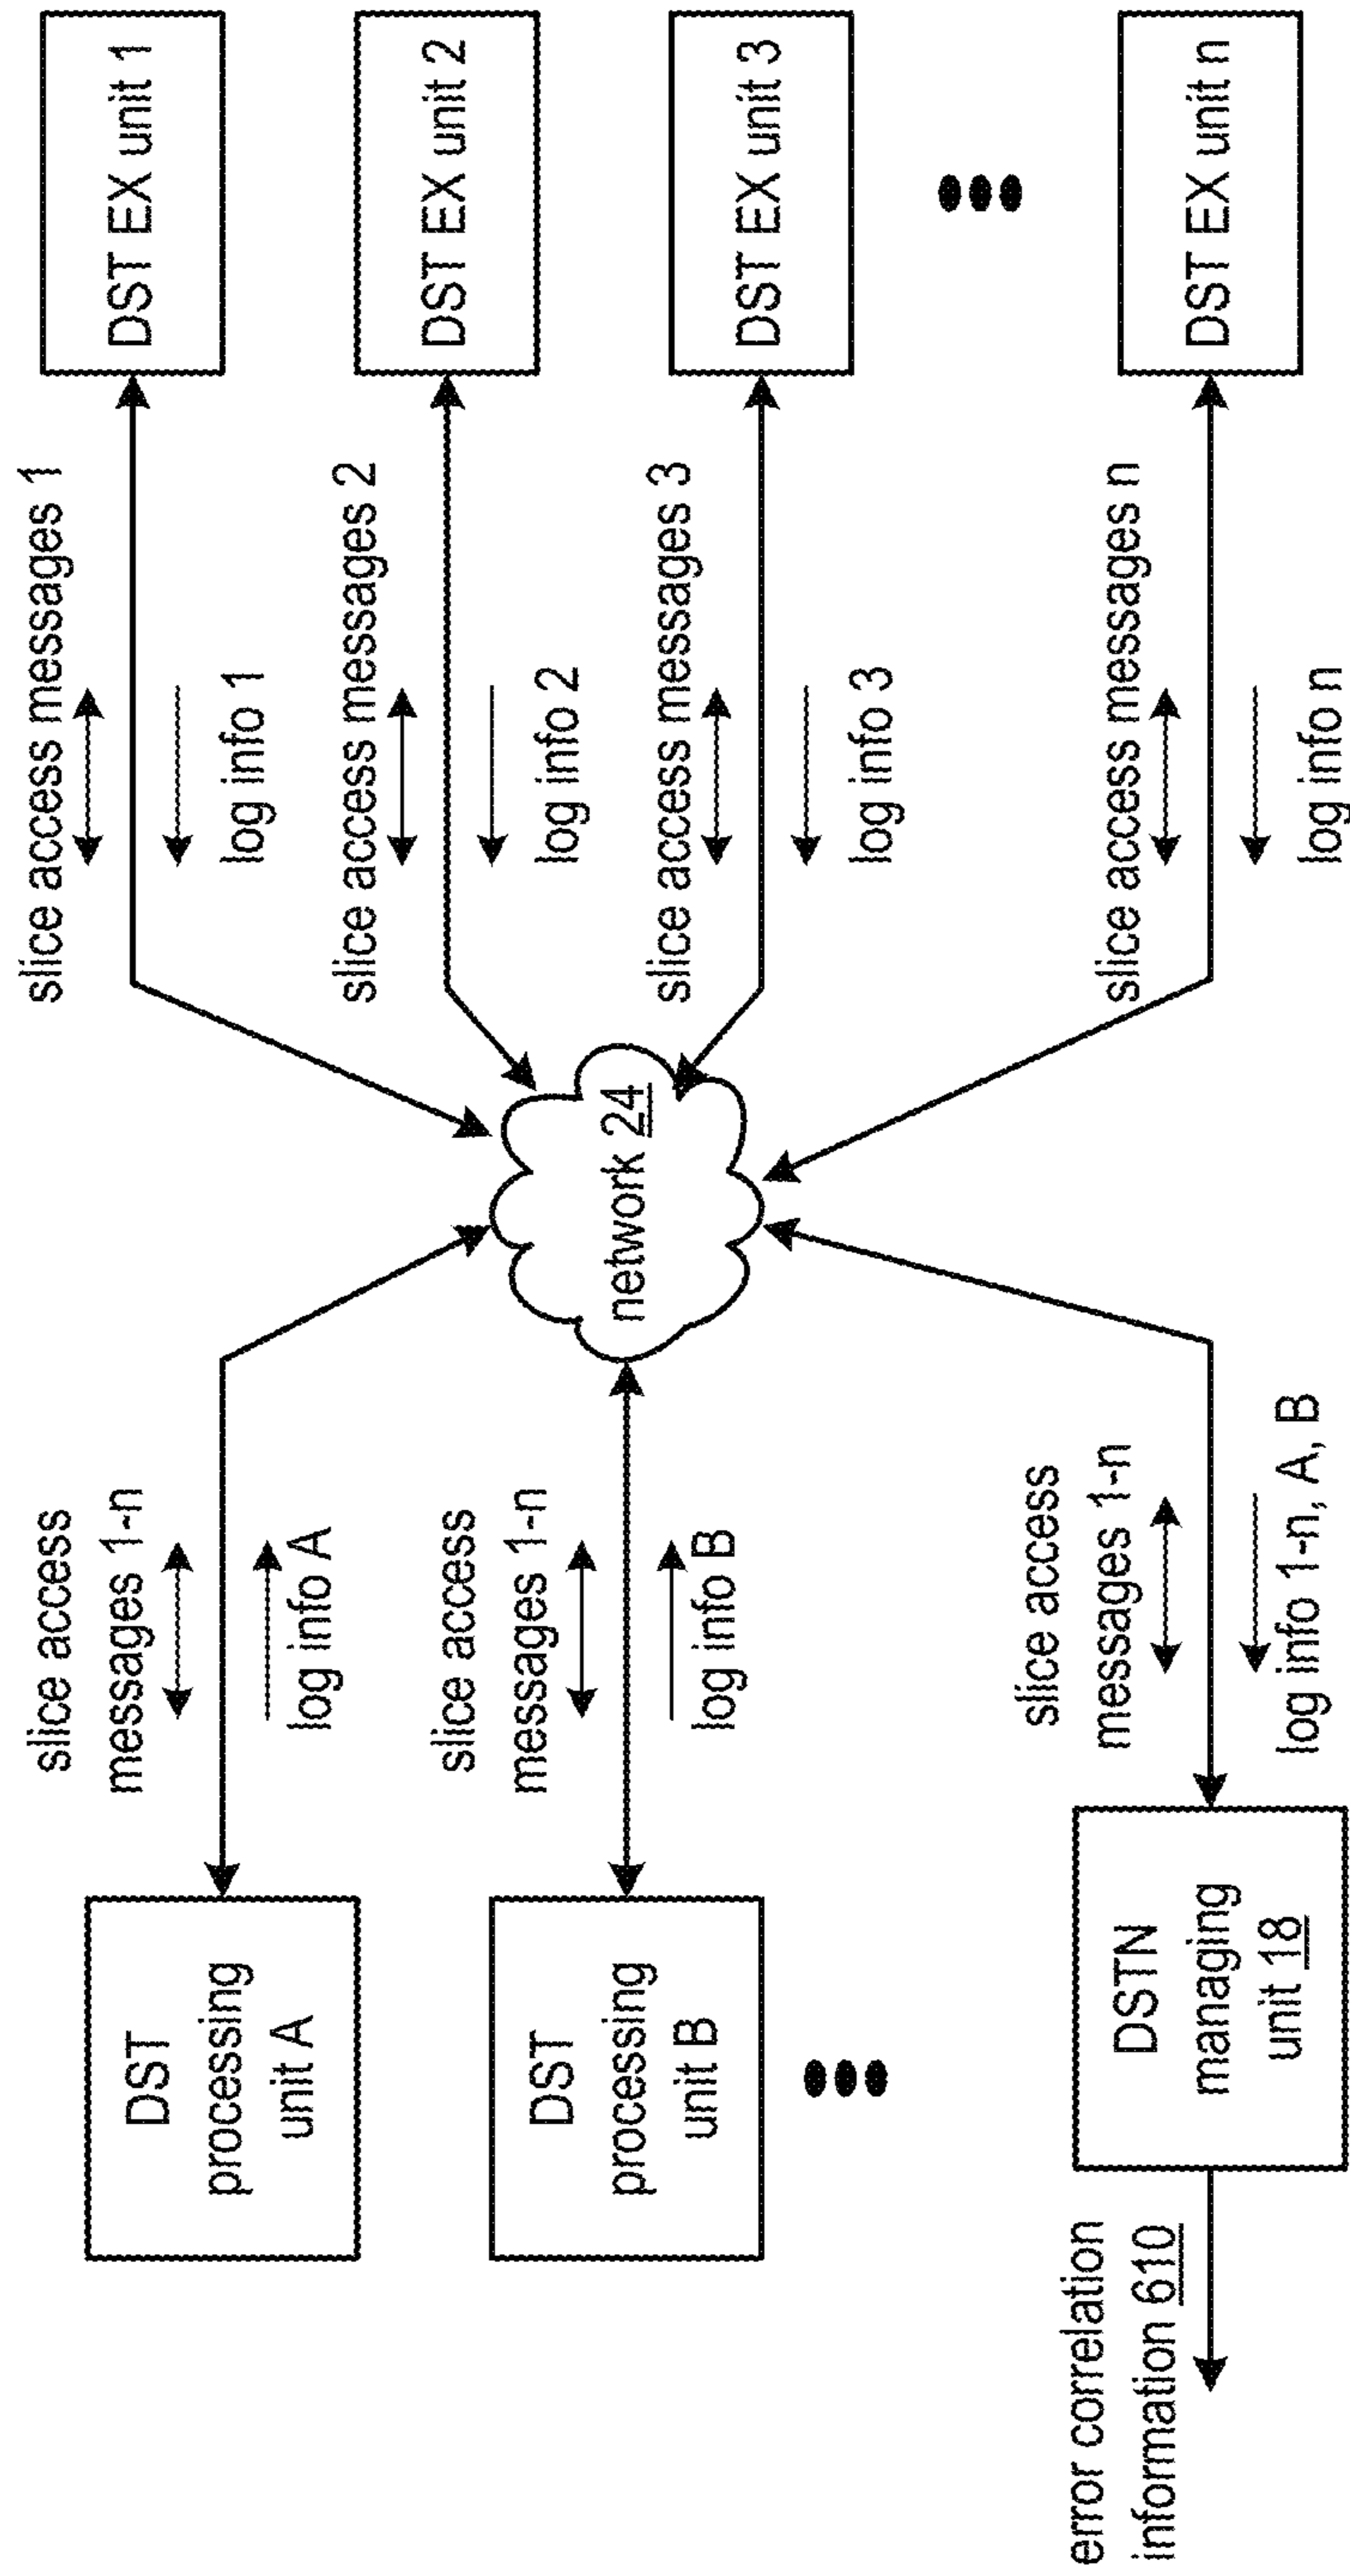 DST
processing
unit A
slice access
messages 1-n
log info A
DST
processing
unit B
slice access
messages 1-n
log info B
error correlation
information 610
DSTN
managing
unit 18
slice access
messages 1-n
log info 1-n, A, B
network 24
slice access messages 1
log info 1
DST EX unit 1
slice access messages 2
log info 2
DST EX unit 2
slice access messages 3
log info 3
DST EX unit 3
slice access messages n
log info n
DST EX unit n